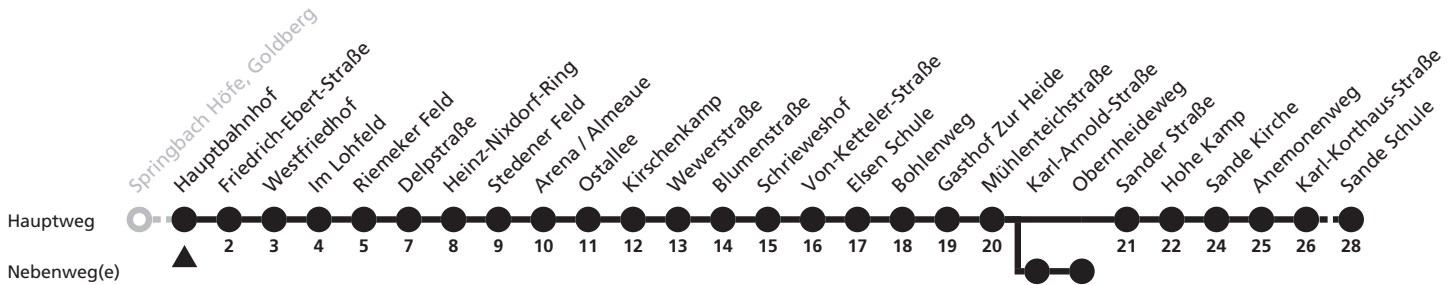 Springbach Höfe, Goldberg
Hauptbahnhof
Friedrich-Ebert-Straße
Westfriedhof
Im Lohfeld
Riemeker Feld
Delpstraße
Heinz-Nixdorf-Ring
Stedener Feld
Arena / Almeaue
Ostallee
Kirschenkamp
Wewerstraße
Blumenstraße
Schrieweshof
Von-Ketteler-Straße
Elsen Schule
Bohlenweg
Gasthof Zur Heide
Mühlenteichstraße
Karl-Arnold-Straße
Obernheideweg
Sander Straße
Hohe Kamp
Sande Kirche
Anemonenweg
Karl-Korthaus-Straße
Sande Schule
Hauptweg
2 3 4 5 7 8 9 10 11 12 13 14 15 16 17 18 19 20 21 22 24 25 26 28
Nebenweg(e)